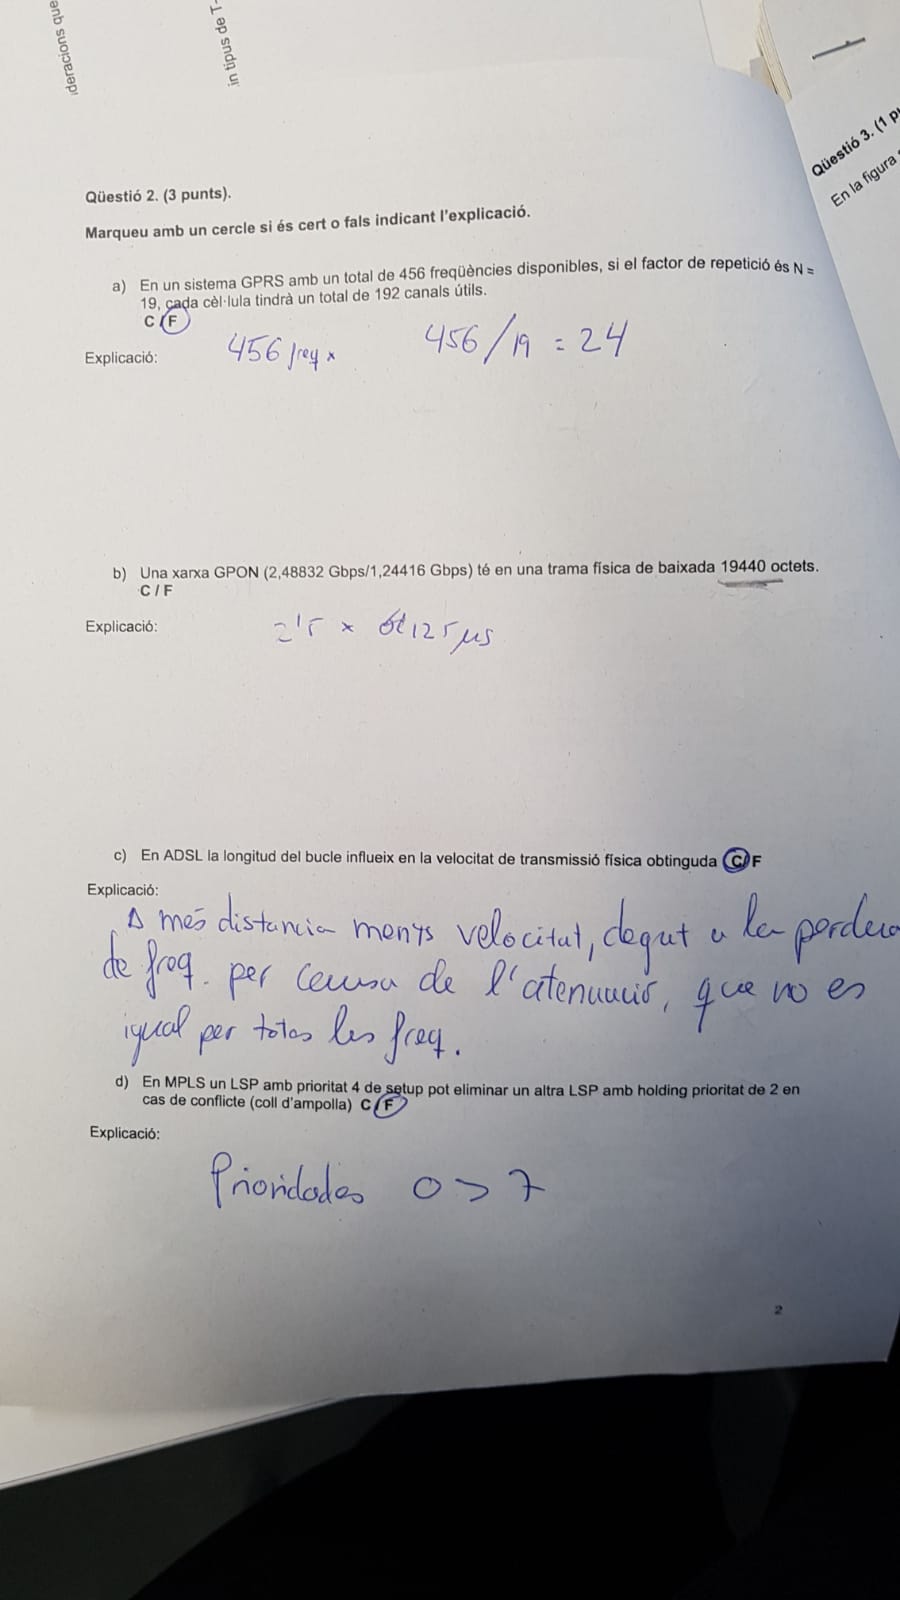 deracions que
in tipus de T-
Qüestió 3. (1 p
En la figura
Qüestió 2. (3 punts).
Marqueu amb un cercle si és cert o fals indicant l'explicació.
a) En un sistema GPRS amb un total de 456 freqüències disponibles, si el factor de repetició és N =
19, cada cèl·lula tindrà un total de 192 canals útils.
C / F
Explicació: 456 freq x 456/19 = 24
b) Una xarxa GPON (2,48832 Gbps/1,24416 Gbps) té en una trama física de baixada 19440 octets.
C / F
Explicació: 2'5 x 125 μs
c) En ADSL la longitud del bucle influeix en la velocitat de transmissió física obtinguda C/F
Explicació:
A més distancia menys velocitat, degut a la perdua
de freq. per causa de l'atenuació, que no es
igual per totes les freq.
d) En MPLS un LSP amb prioritat 4 de setup pot eliminar un altra LSP amb holding prioritat de 2 en
cas de conflicte (coll d'ampolla) C / F
Explicació:
Prioridades 0 > 7
2